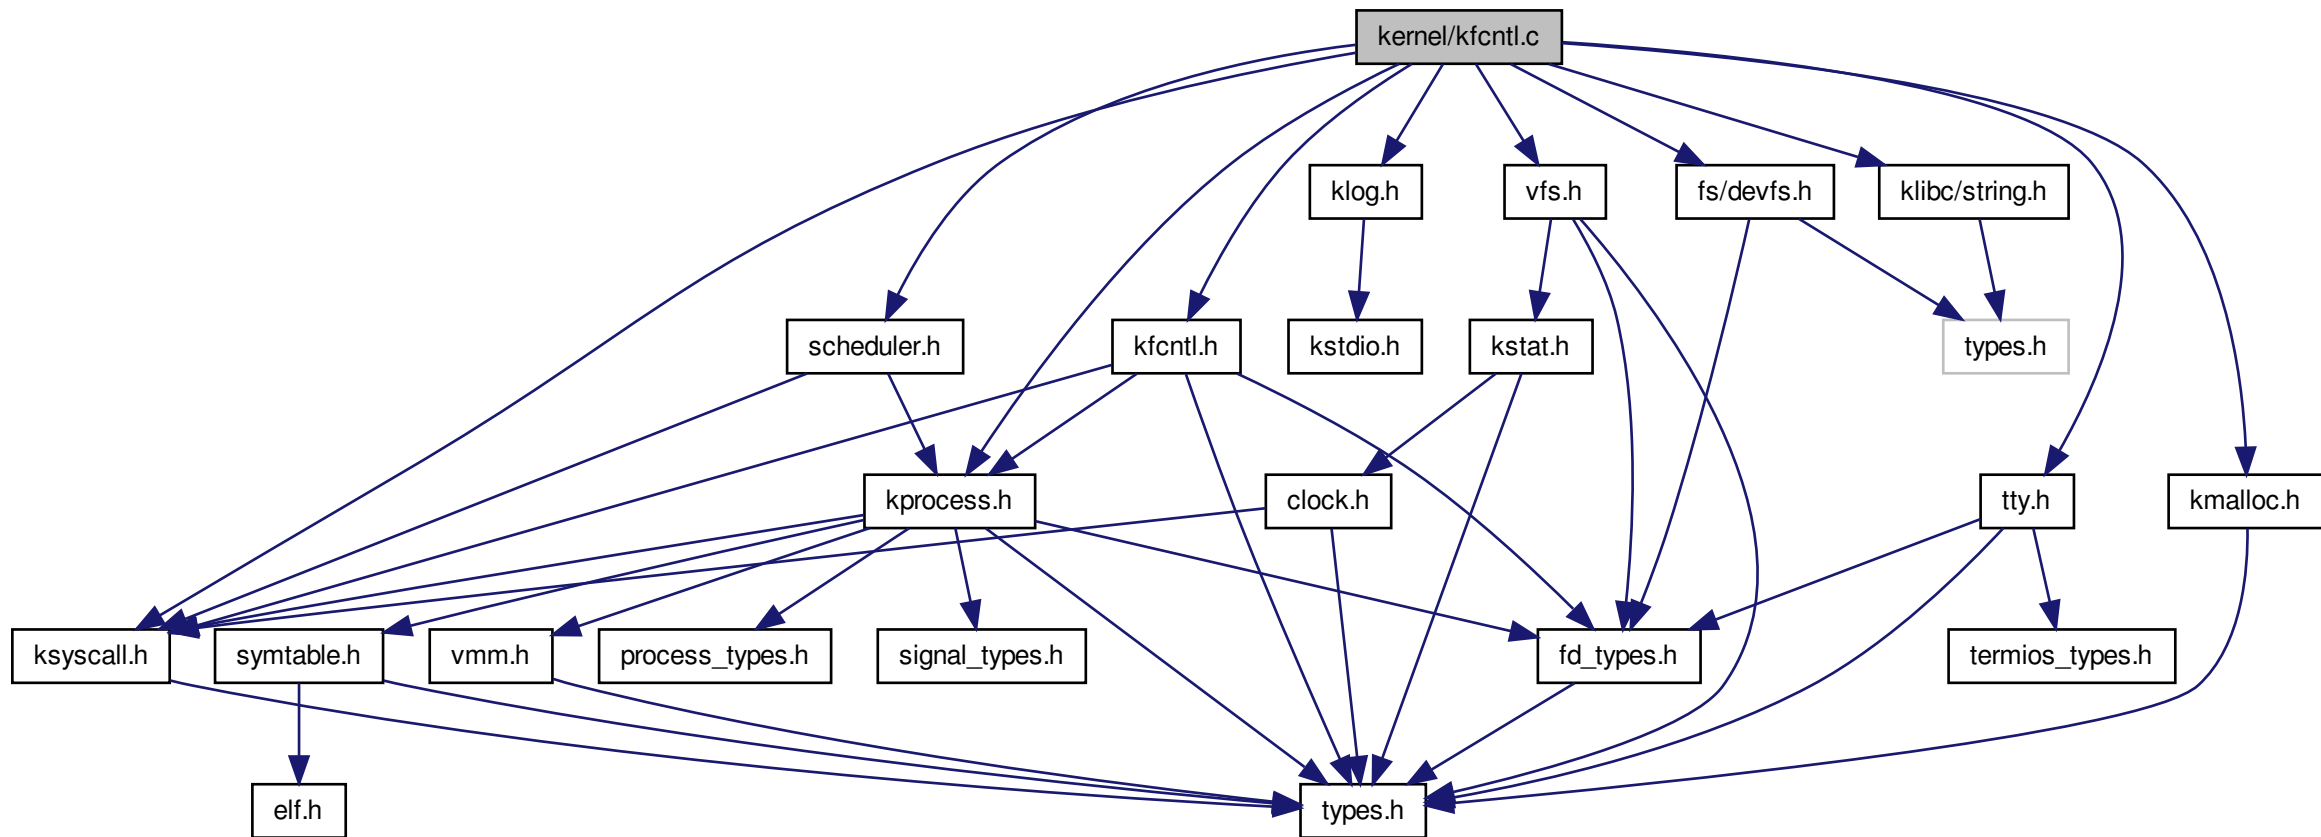 kernel/kfcntl.c
klog.h
vfs.h
fs/devfs.h
klibc/string.h
scheduler.h
kfcntl.h
kstdio.h
kstat.h
types.h
kprocess.h
clock.h
tty.h
kmalloc.h
ksyscall.h
symtable.h
vmm.h
process_types.h
signal_types.h
fd_types.h
termios_types.h
elf.h
types.h